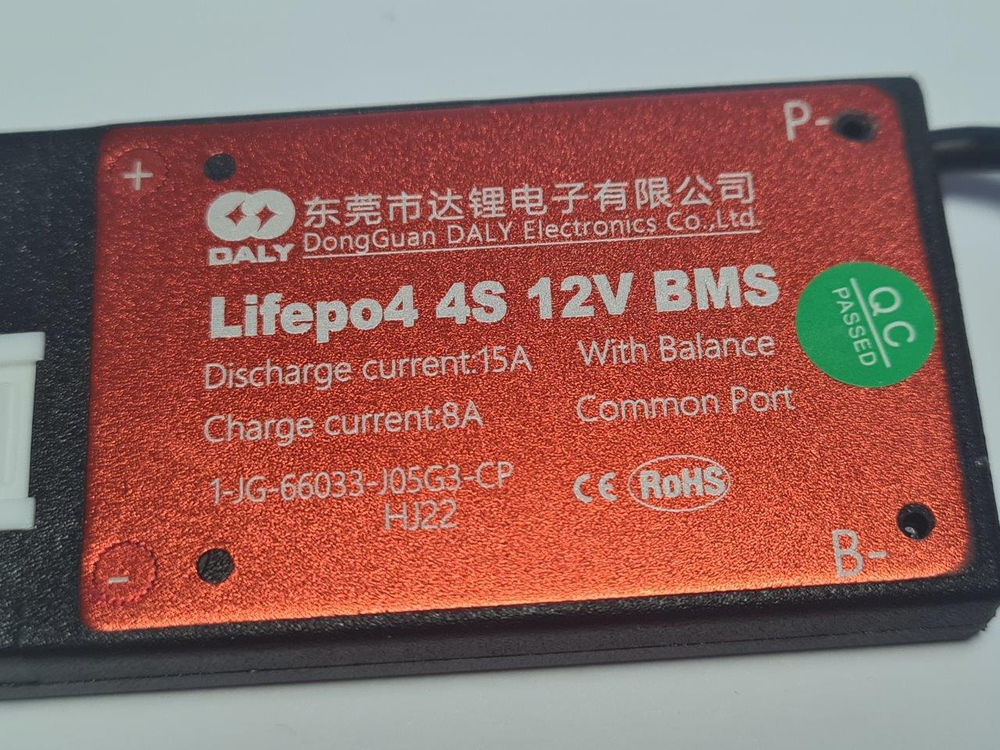 P-
+
东莞市达锂电子有限公司
DALY
DongGuan DALY Electronics Co.,Ltd.
Lifepo4 4S 12V BMS
Discharge current:15A
With Balance
Charge current:8A
Common Port
QC
PASSED
1-JG-66033-J05G3-CP
HJ22
CE
RoHS
-
B-